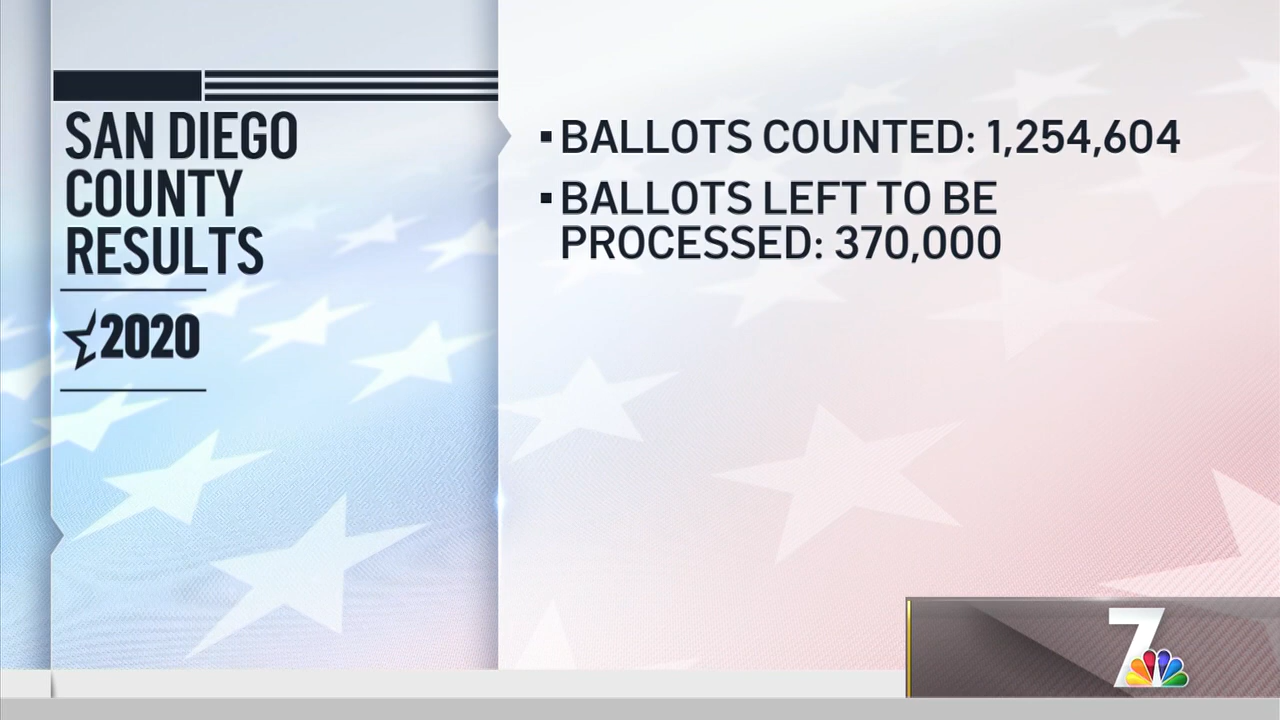 SAN DIEGO
COUNTY
RESULTS
2020
▪ BALLOTS COUNTED: 1,254,604
▪ BALLOTS LEFT TO BE
PROCESSED: 370,000
7